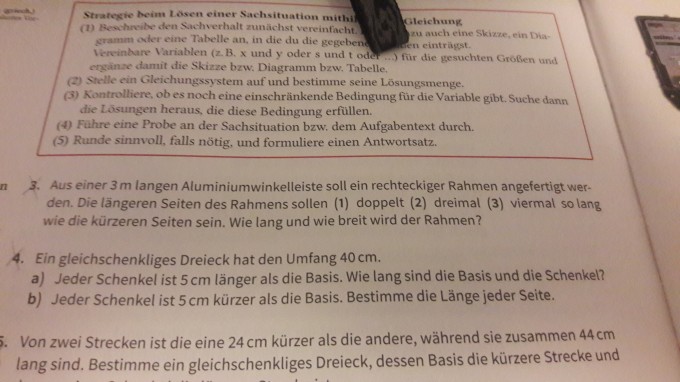 Strategie beim Lösen einer Sachsituation Gleichung
(1) Beschreibe den Sachverhalt zunächst vereinfacht. zu auch eine Skizze, ein Dia-
gramm oder eine Tabelle an, in die du die einträgst.
Vereinbare Variablen (z. B. x und y oder s und t oder ...) für die gesuchten Größen und
ergänze damit die Skizze bzw. Diagramm bzw. Tabelle.
(2) Stelle ein Gleichungssystem auf und bestimme seine Lösungsmenge.
(3) Kontrolliere, ob es noch eine einschränkende Bedingung für die Variable gibt. Suche dann
die Lösungen heraus, die diese Bedingung erfüllen.
(4) Führe eine Probe an der Sachsituation bzw. dem Aufgabentext durch.
(5) Runde sinnvoll, falls nötig, und formuliere einen Antwortsatz.
3. Aus einer 3 m langen Aluminiumwinkelleiste soll ein rechteckiger Rahmen angefertigt wer-
den. Die längeren Seiten des Rahmens sollen (1) doppelt (2) dreimal (3) viermal so lang
wie die kürzeren Seiten sein. Wie lang und wie breit wird der Rahmen?
4. Ein gleichschenkliges Dreieck hat den Umfang 40 cm.
a) Jeder Schenkel ist 5 cm länger als die Basis. Wie lang sind die Basis und die Schenkel?
b) Jeder Schenkel ist 5 cm kürzer als die Basis. Bestimme die Länge jeder Seite.
5. Von zwei Strecken ist die eine 24 cm kürzer als die andere, während sie zusammen 44 cm
lang sind. Bestimme ein gleichschenkliges Dreieck, dessen Basis die kürzere Strecke und